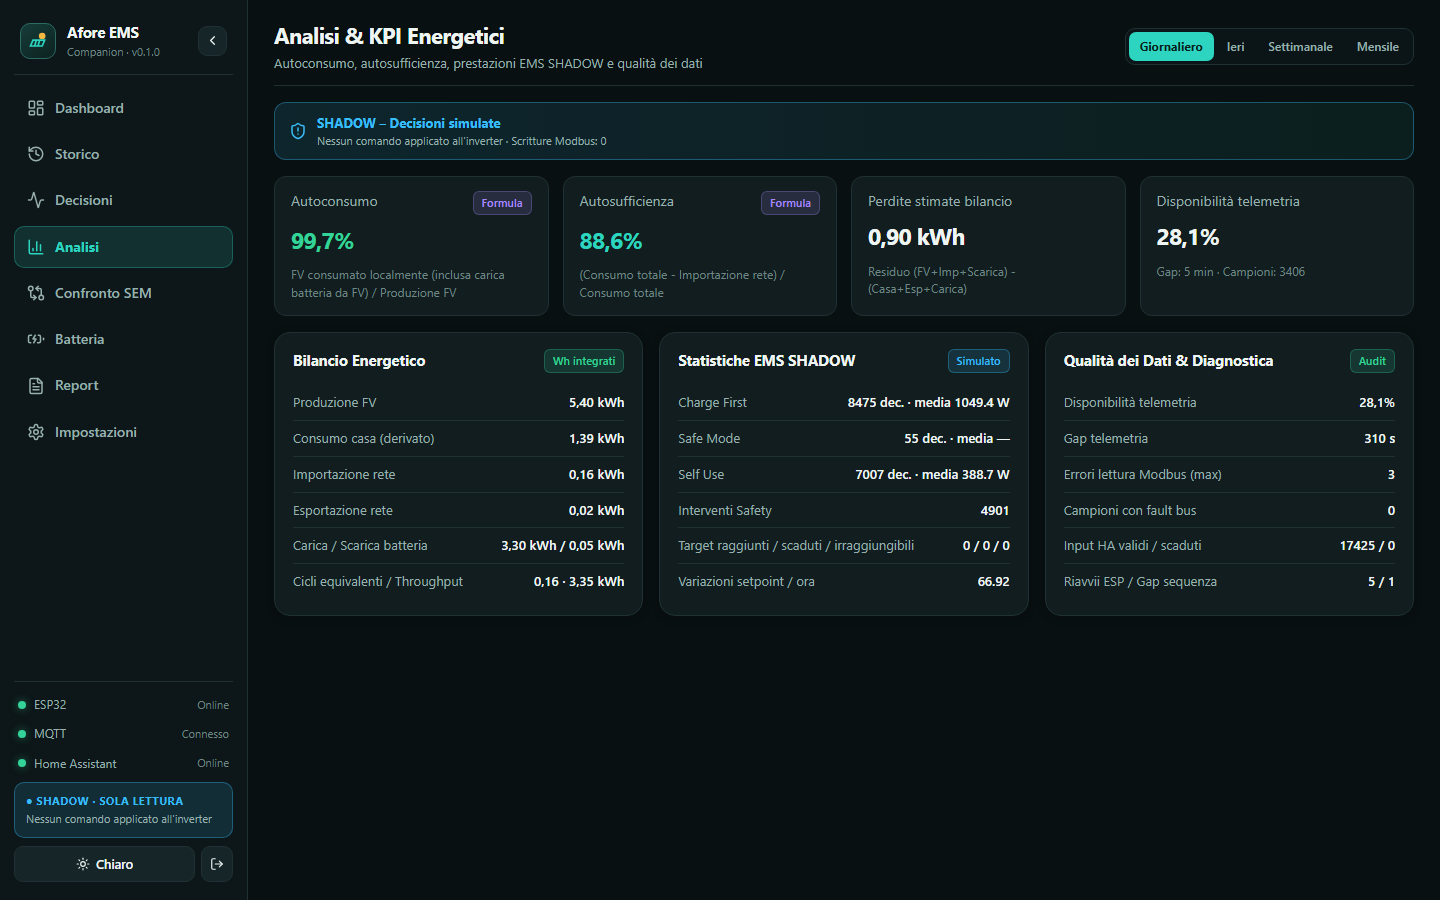 Afore EMS
Companion · v0.1.0
Dashboard
Storico
Decisioni
Analisi
Confronto SEM
Batteria
Report
Impostazioni
ESP32 Online
MQTT Connesso
Home Assistant Online
• SHADOW · SOLA LETTURA
Nessun comando applicato all'inverter
Chiaro
Analisi & KPI Energetici
Autoconsumo, autosufficienza, prestazioni EMS SHADOW e qualità dei dati
Giornaliero Ieri Settimanale Mensile
SHADOW – Decisioni simulate
Nessun comando applicato all'inverter · Scritture Modbus: 0
Autoconsumo Formula
99,7%
FV consumato localmente (inclusa carica
batteria da FV) / Produzione FV
Autosufficienza Formula
88,6%
(Consumo totale - Importazione rete) /
Consumo totale
Perdite stimate bilancio
0,90 kWh
Residuo (FV+Imp+Scarica) -
(Casa+Esp+Carica)
Disponibilità telemetria
28,1%
Gap: 5 min · Campioni: 3406
Bilancio Energetico Wh integrati
Produzione FV 5,40 kWh
Consumo casa (derivato) 1,39 kWh
Importazione rete 0,16 kWh
Esportazione rete 0,02 kWh
Carica / Scarica batteria 3,30 kWh / 0,05 kWh
Cicli equivalenti / Throughput 0,16 · 3,35 kWh
Statistiche EMS SHADOW Simulato
Charge First 8475 dec. · media 1049.4 W
Safe Mode 55 dec. · media —
Self Use 7007 dec. · media 388.7 W
Interventi Safety 4901
Target raggiunti / scaduti / irraggiungibili 0 / 0 / 0
Variazioni setpoint / ora 66.92
Qualità dei Dati & Diagnostica Audit
Disponibilità telemetria 28,1%
Gap telemetria 310 s
Errori lettura Modbus (max) 3
Campioni con fault bus 0
Input HA validi / scaduti 17425 / 0
Riavvii ESP / Gap sequenza 5 / 1